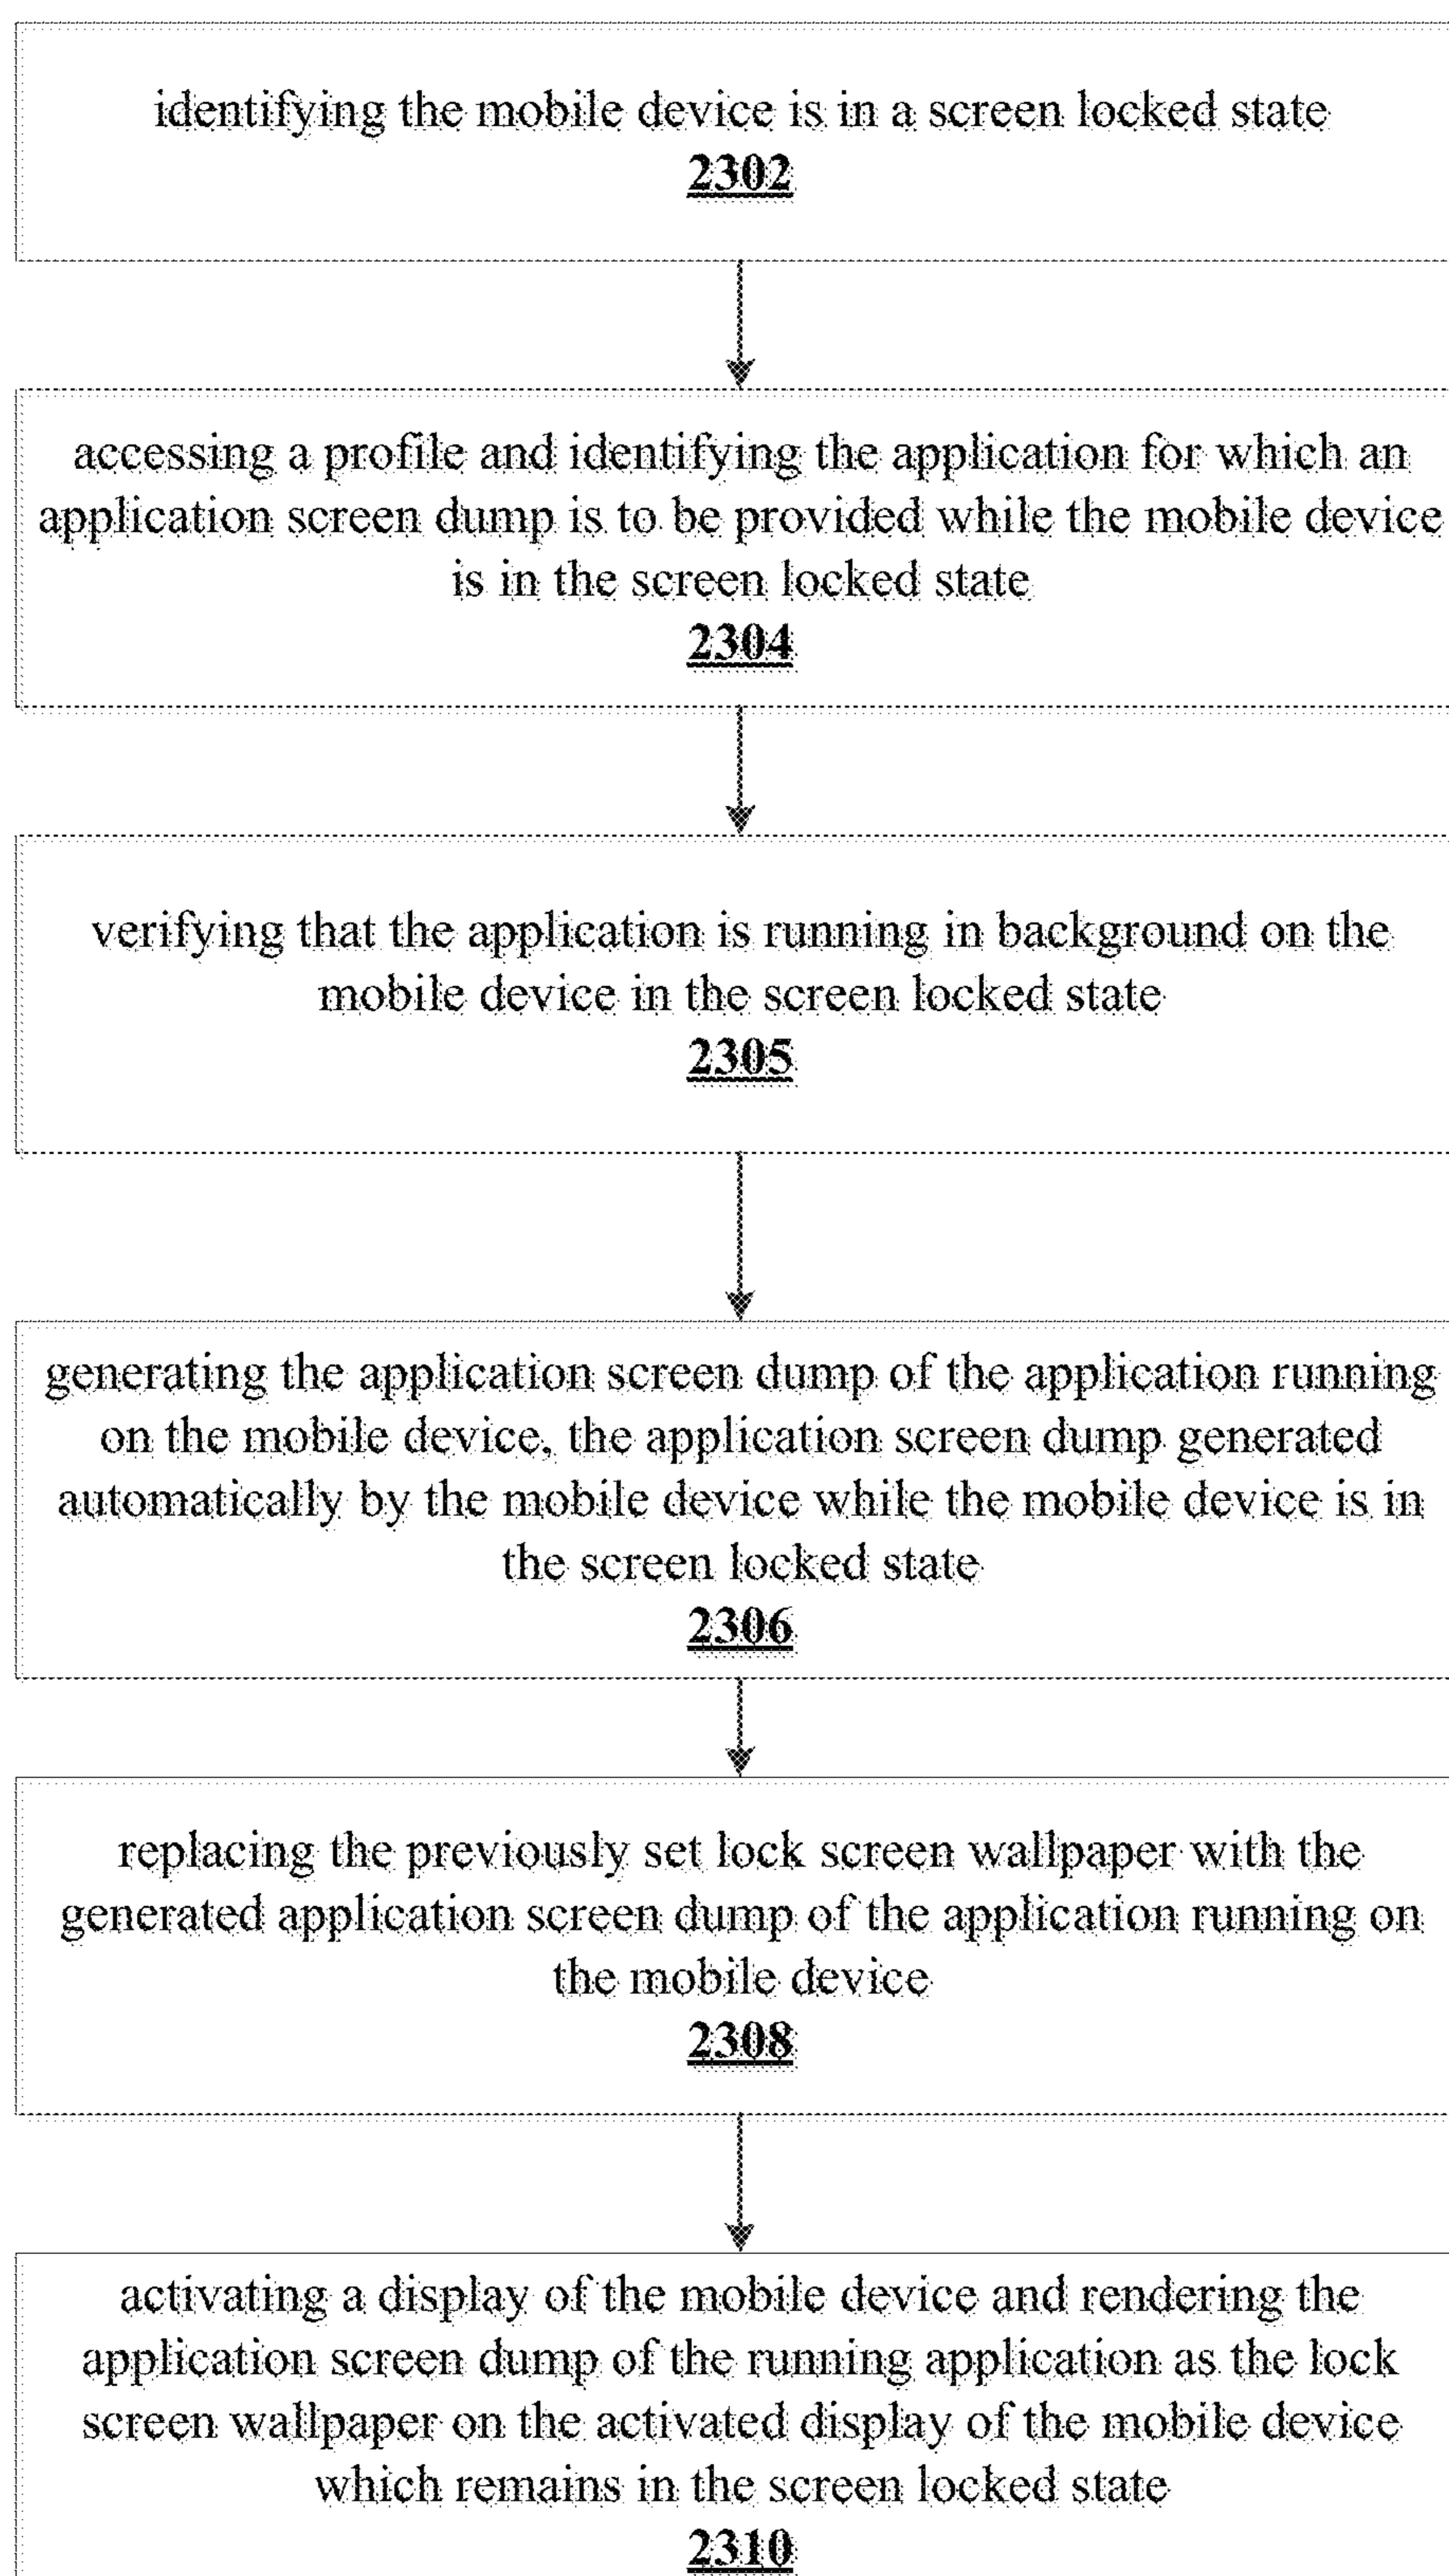 identifying the mobile device is in a screen locked state
2302
accessing a profile and identifying the application for which an
application screen dump is to be provided while the mobile device
is in the screen locked state
2304
verifying that the application is running in background on the
mobile device in the screen locked state
2305
generating the application screen dump of the application running
on the mobile device, the application screen dump generated
automatically by the mobile device while the mobile device is in
the screen locked state
2306
replacing the previously set lock screen wallpaper with the
generated application screen dump of the application running on
the mobile device
2308
activating a display of the mobile device and rendering the
application screen dump of the running application as the lock
screen wallpaper on the activated display of the mobile device
which remains in the screen locked state
2310